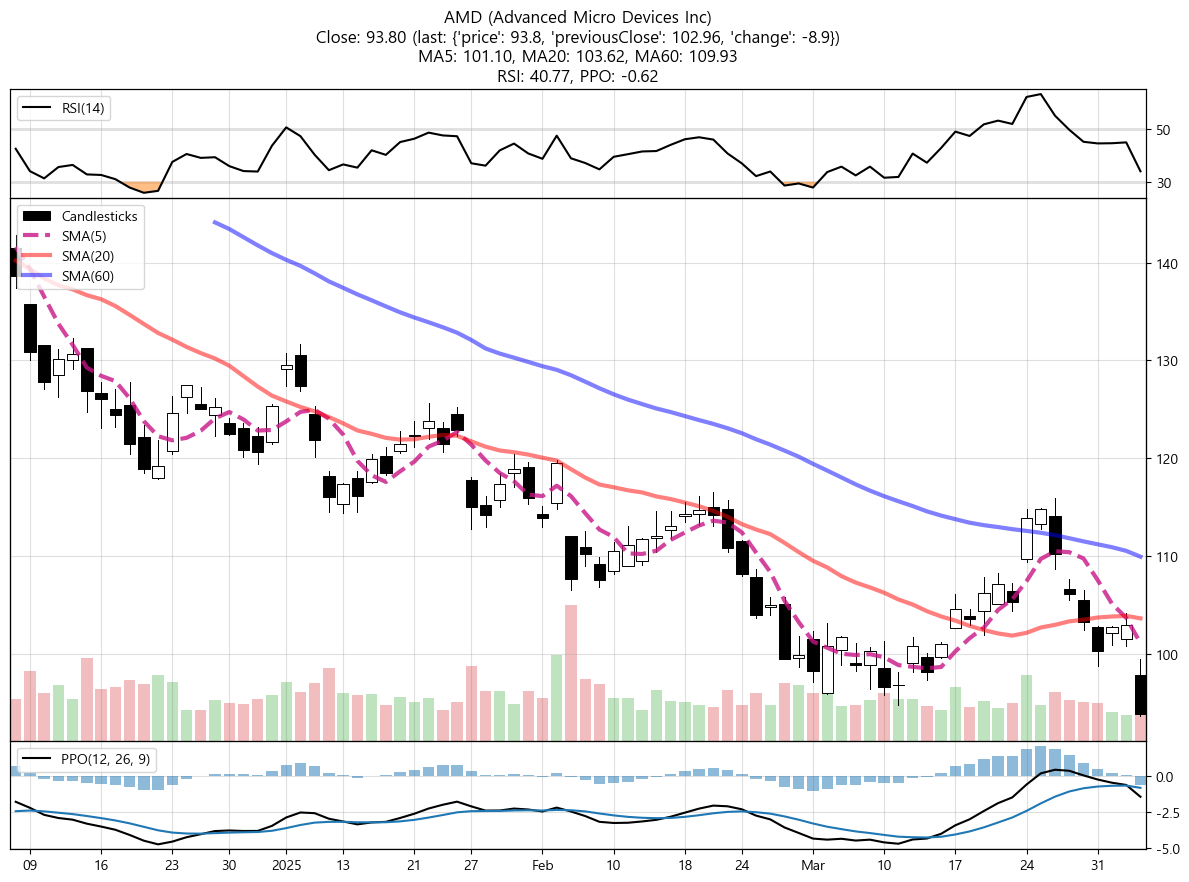 AMD (Advanced Micro Devices Inc)
Close: 93.80 (last: {'price': 93.8, 'previousClose': 102.96, 'change': -8.9})
MA5: 101.10, MA20: 103.62, MA60: 109.93
RSI: 40.77, PPO: -0.62
RSI(14)
50
30
Candlesticks
SMA(5)
SMA(20)
SMA(60)
140
130
120
110
100
PPO(12, 26, 9)
0.0
-2.5
-5.0
09 16 23 30 2025 13 21 27 Feb 10 18 24 Mar 10 17 24 31